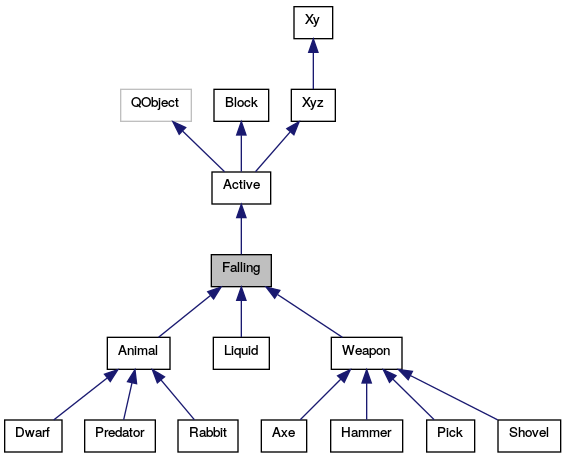 Xy
QObject
Block
Xyz
Active
Falling
Animal
Liquid
Weapon
Dwarf
Predator
Rabbit
Axe
Hammer
Pick
Shovel